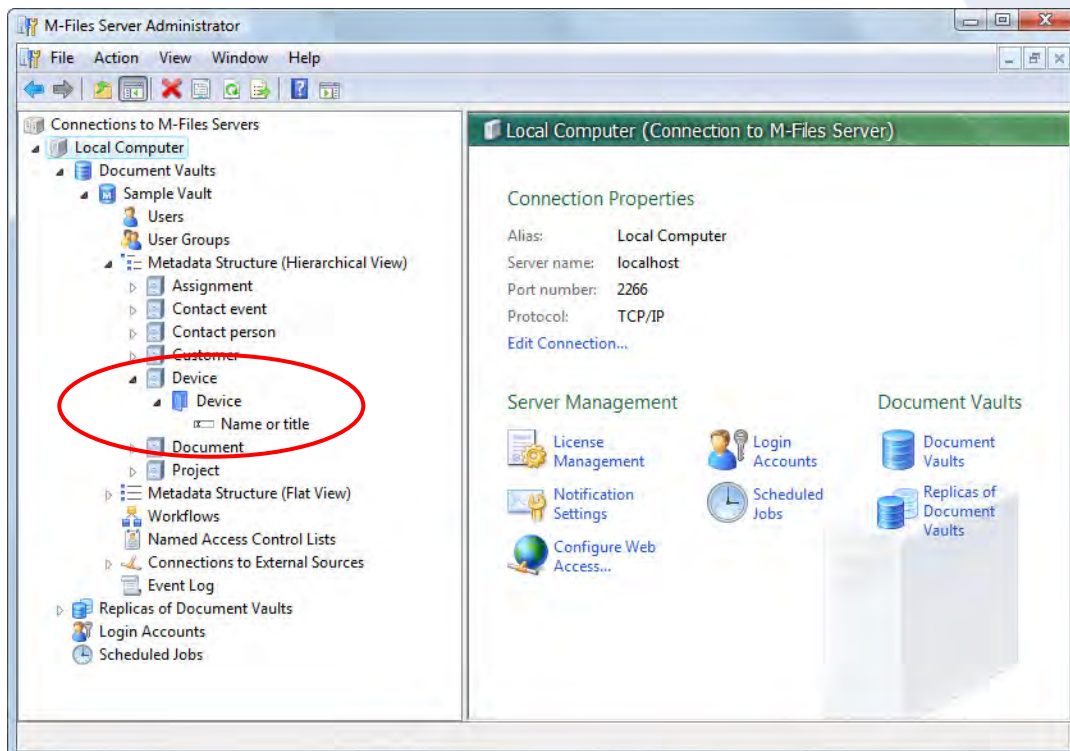 M-Files Server Administrator
File Action View Window Help
Connections to M-Files Servers
Local Computer
Document Vaults
Sample Vault
Users
User Groups
Metadata Structure (Hierarchical View)
Assignment
Contact event
Contact person
Customer
Device
Device
Name or title
Document
Project
Metadata Structure (Flat View)
Workflows
Named Access Control Lists
Connections to External Sources
Event Log
Replicas of Document Vaults
Login Accounts
Scheduled Jobs
Local Computer (Connection to M-Files Server)
Connection Properties
Alias: Local Computer
Server name: localhost
Port number: 2266
Protocol: TCP/IP
Edit Connection...
Server Management
License
Management
Login
Accounts
Notification
Settings
Scheduled
Jobs
Configure Web
Access...
Document Vaults
Document
Vaults
Replicas of
Document
Vaults